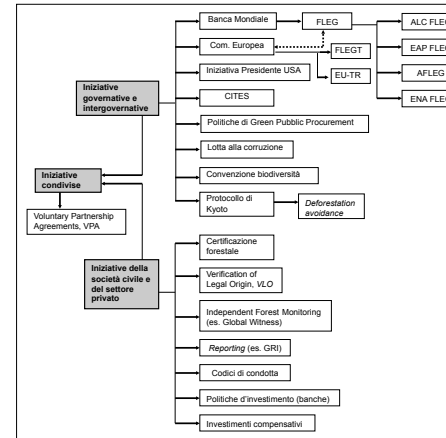 Banca Mondiale
FLEG
ALC FLEG
Com. Europea
FLEGT
EAP FLEG
Iniziativa Presidente USA
EU-TR
AFLEG
Iniziative
governative e
intergovernative
CITES
ENA FLEG
Politiche di Green Pubblic Procurement
Lotta alla corruzione
Iniziative
condivise
Convenzione biodiversità
Protocollo di
Kyoto
Deforestation
avoidance
Voluntary Partnership
Agreements, VPA
Certificazione
forestale
Iniziative della
società civile e
del settore
privato
Verification of
Legal Origin, VLO
Independent Forest Monitoring
(es. Global Witness)
Reporting (es. GRI)
Codici di condotta
Politiche d'investimento (banche)
Investimenti compensativi